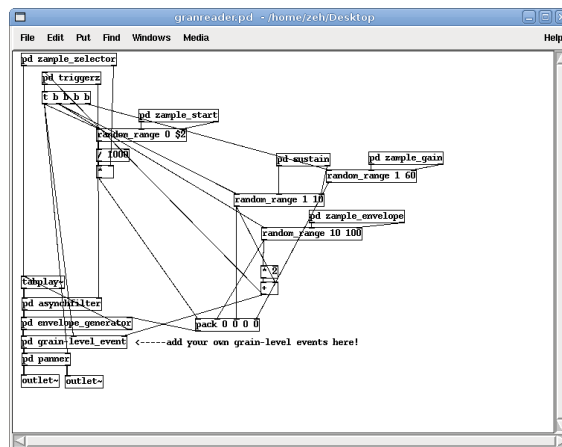 granreader.pd - /home/zeh/Desktop
File Edit Put Find Windows Media Help
pd zample_zelector
pd triggerz
t b b b b
pd zample_start
random_range 0 $2
/ 1000
*
pd sustain
pd zample_gain
random_range 1 60
random_range 1 10
pd zample_envelope
random_range 10 100
* 2
+
tabplay~
pd asynchfilter
pd envelope_generator
pack 0 0 0 0
pd grain-level_event <-----add your own grain-level events here!
pd panner
outlet~ outlet~